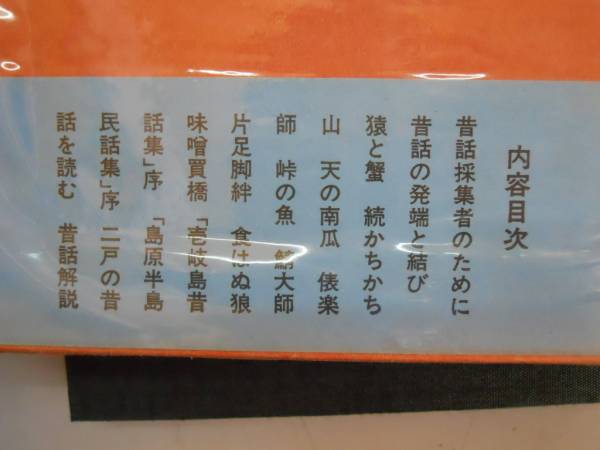 内容目次
昔話採集者のために
昔話の発端と結び
猿と蟹　続かちかち
山　天の南瓜　俵楽
師　峠の魚　鯖大師
片足脚絆　食はぬ狼
味噌買橋　「壱岐島昔
話集」序　「島原半島
民話集」序　二戸の昔
話を読む　昔話解説